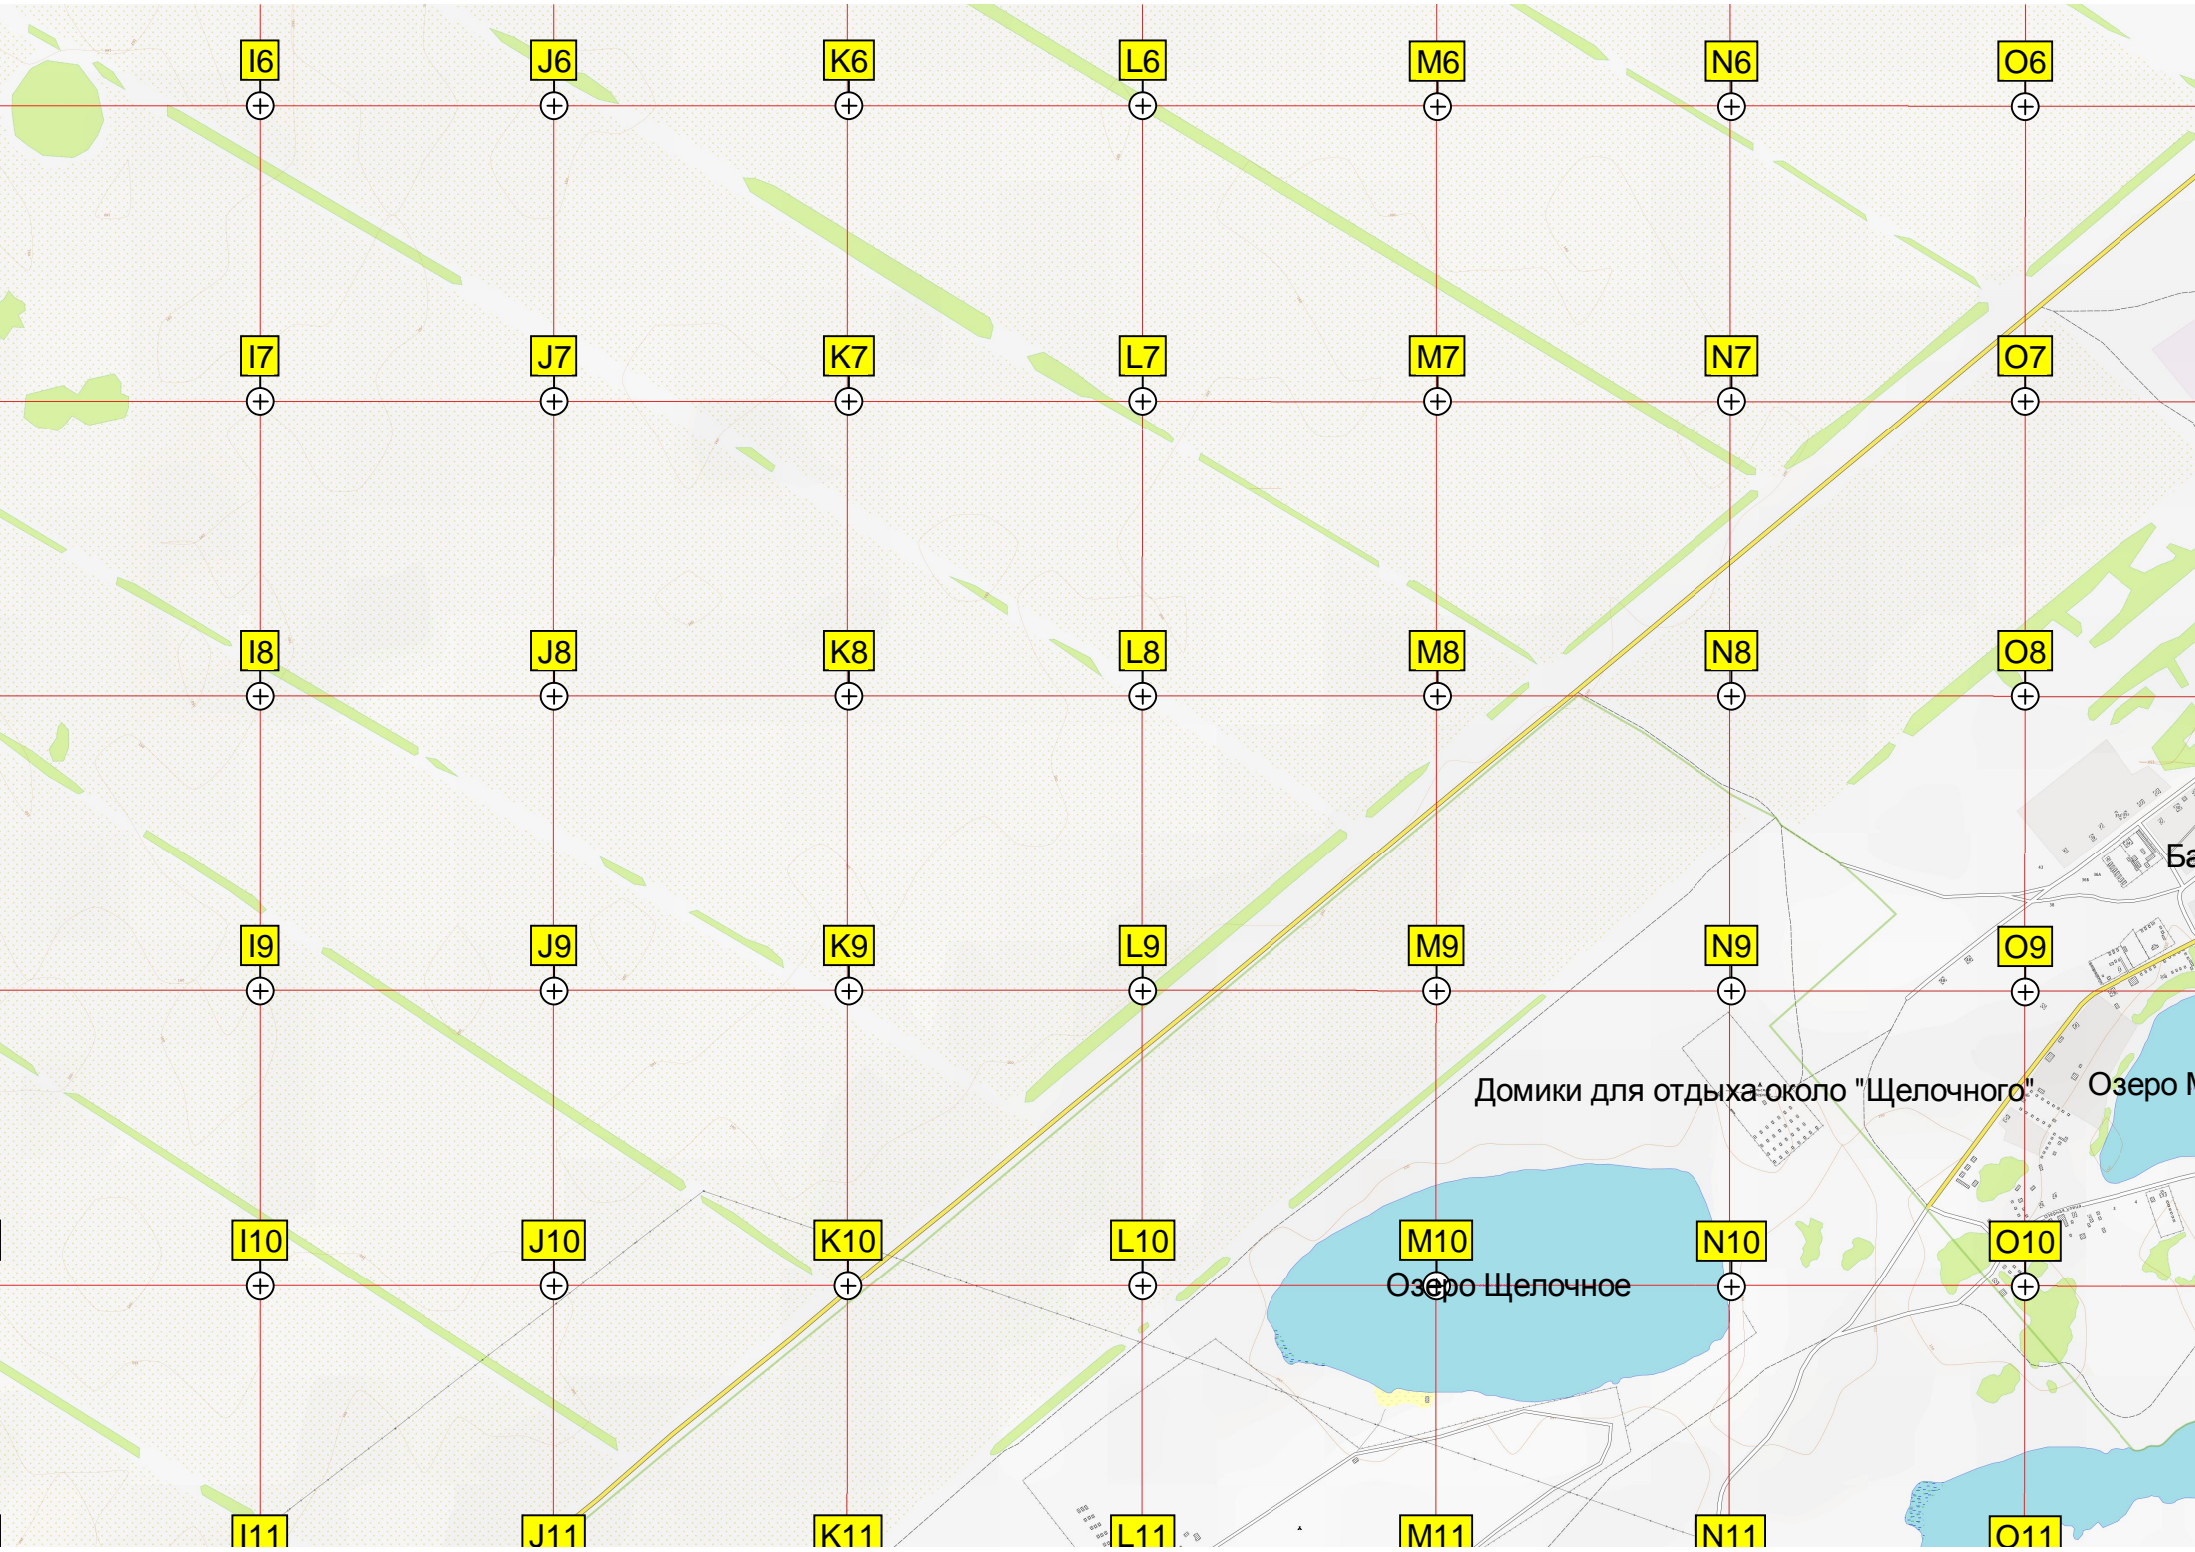 I6 J6 K6 L6 M6 N6 O6
I7 J7 K7 L7 M7 N7 O7
I8 J8 K8 L8 M8 N8 O8
Ба
I9 J9 K9 L9 M9 N9 O9
Домики для отдыха около "Щелочного" Озеро М
I10 J10 K10 L10 M10 N10 O10
Озеро Щелочное
I11 J11 K11 L11 M11 N11 O11